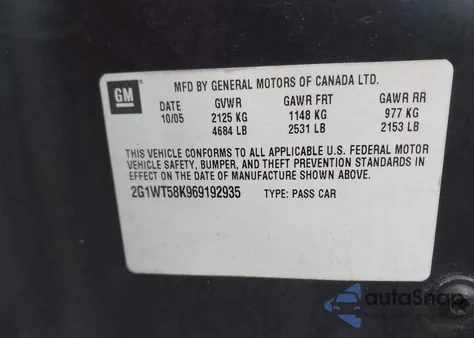 GM
MFD BY GENERAL MOTORS OF CANADA LTD.
DATE GVWR GAWR FRT GAWR RR
10/05 2125 KG 1148 KG 977 KG
4684 LB 2531 LB 2153 LB
THIS VEHICLE CONFORMS TO ALL APPLICABLE U.S. FEDERAL MOTOR
VEHICLE SAFETY, BUMPER, AND THEFT PREVENTION STANDARDS IN
EFFECT ON THE DATE OF MANUFACTURE SHOWN ABOVE.
2G1WT58K969192935 TYPE: PASS CAR
autoSnap